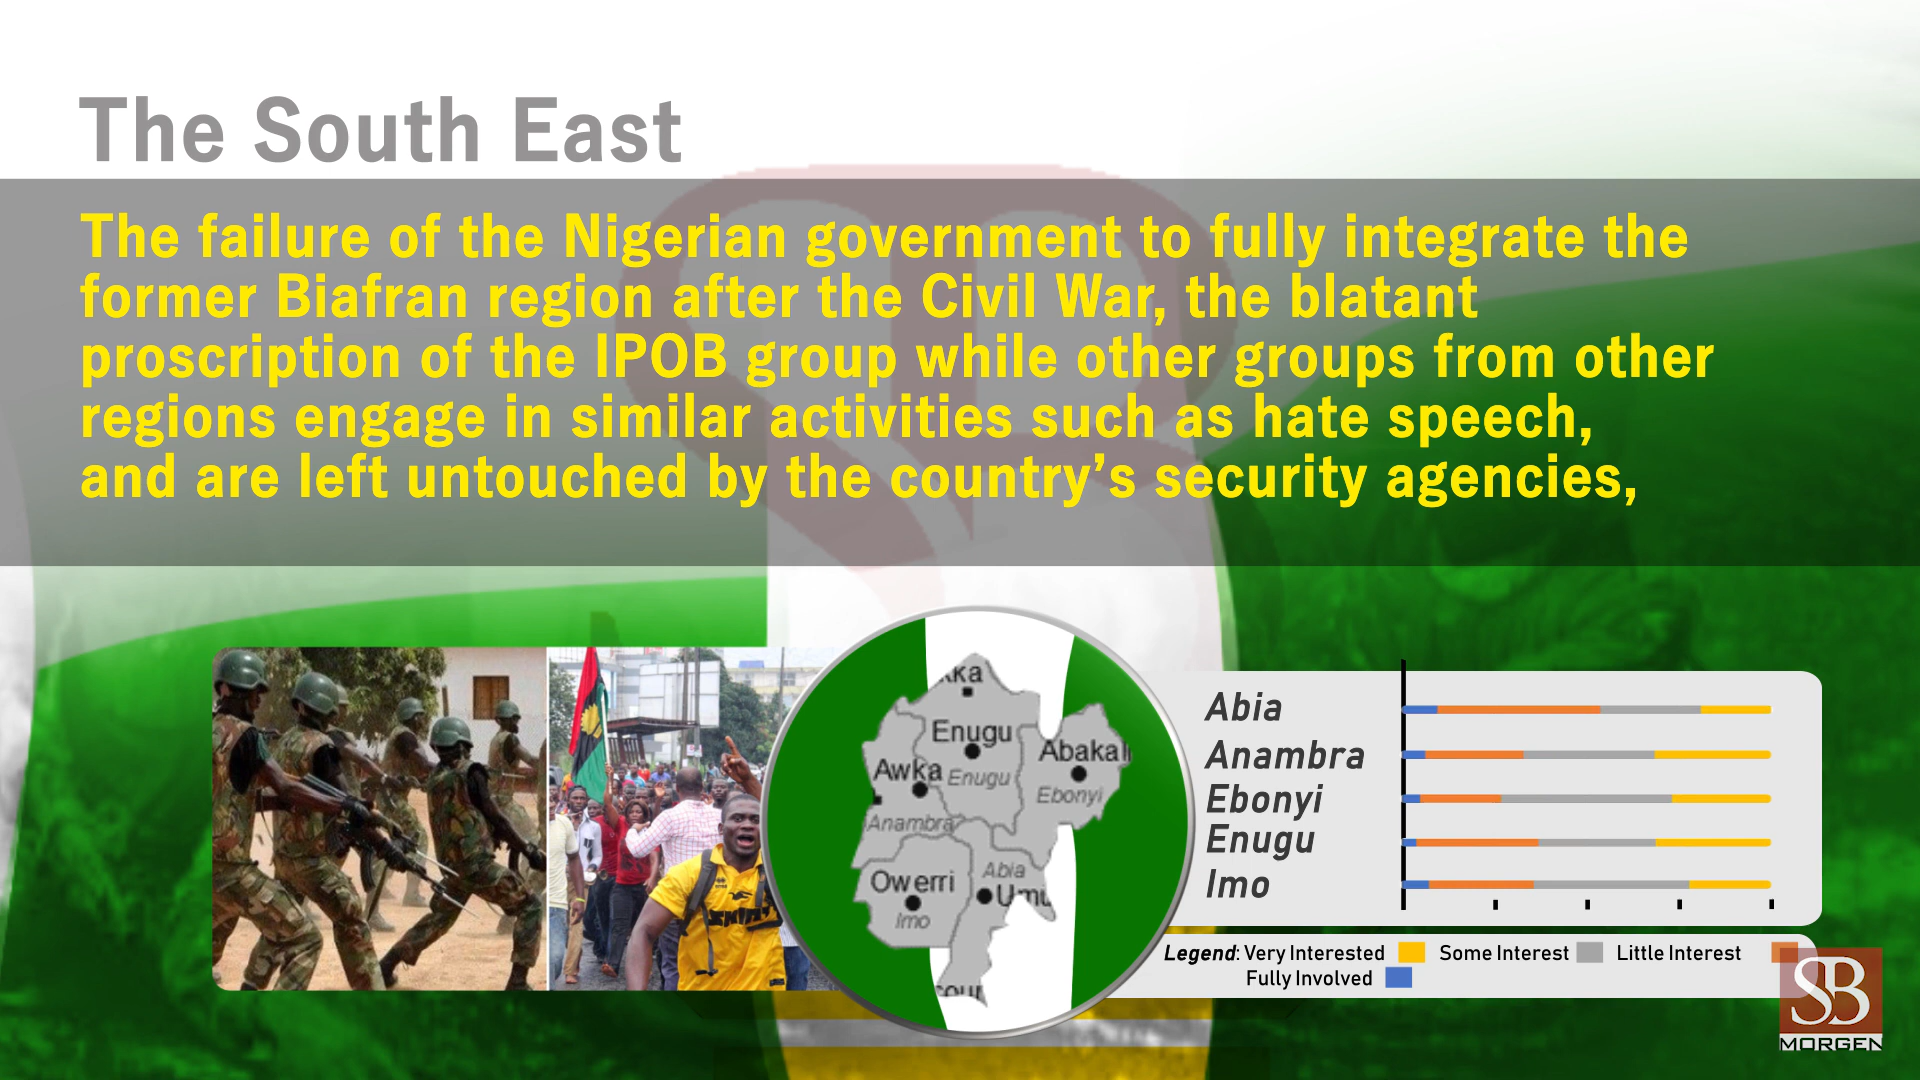 The South East
The failure of the Nigerian government to fully integrate the
former Biafran region after the Civil War, the blatant
proscription of the IPOB group while other groups from other
regions engage in similar activities such as hate speech,
and are left untouched by the country’s security agencies,
Enugu
Abakali
Awka
Enugu
Ebonyi
Anambra
Abia
Owerri
Imo
Abia
Anambra
Ebonyi
Enugu
Imo
Legend: Very Interested Some Interest Little Interest
Fully Involved
SB
MORGEN